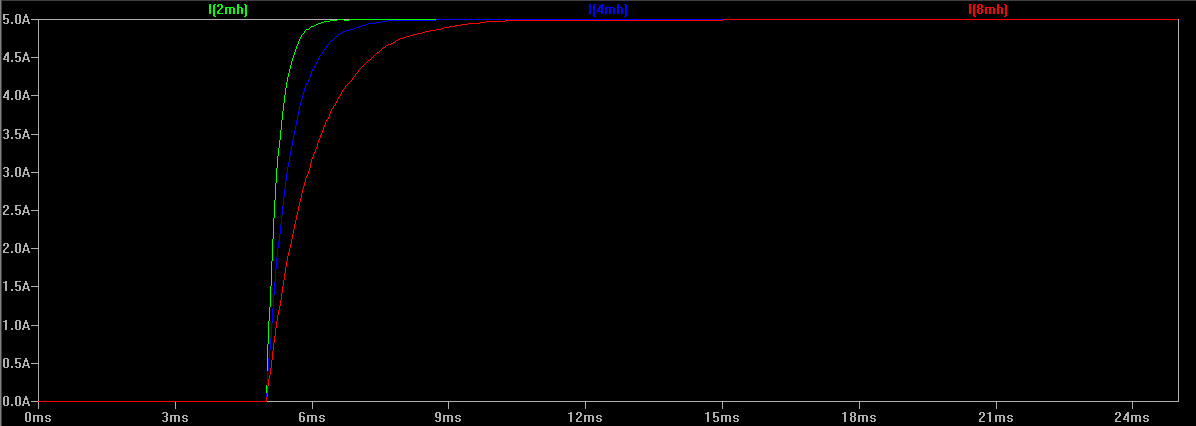 I(2mh) I(4mh) I(8mh)
5.0A
4.5A
4.0A
3.5A
3.0A
2.5A
2.0A
1.5A
1.0A
0.5A
0.0A
0ms 3ms 6ms 9ms 12ms 15ms 18ms 21ms 24ms